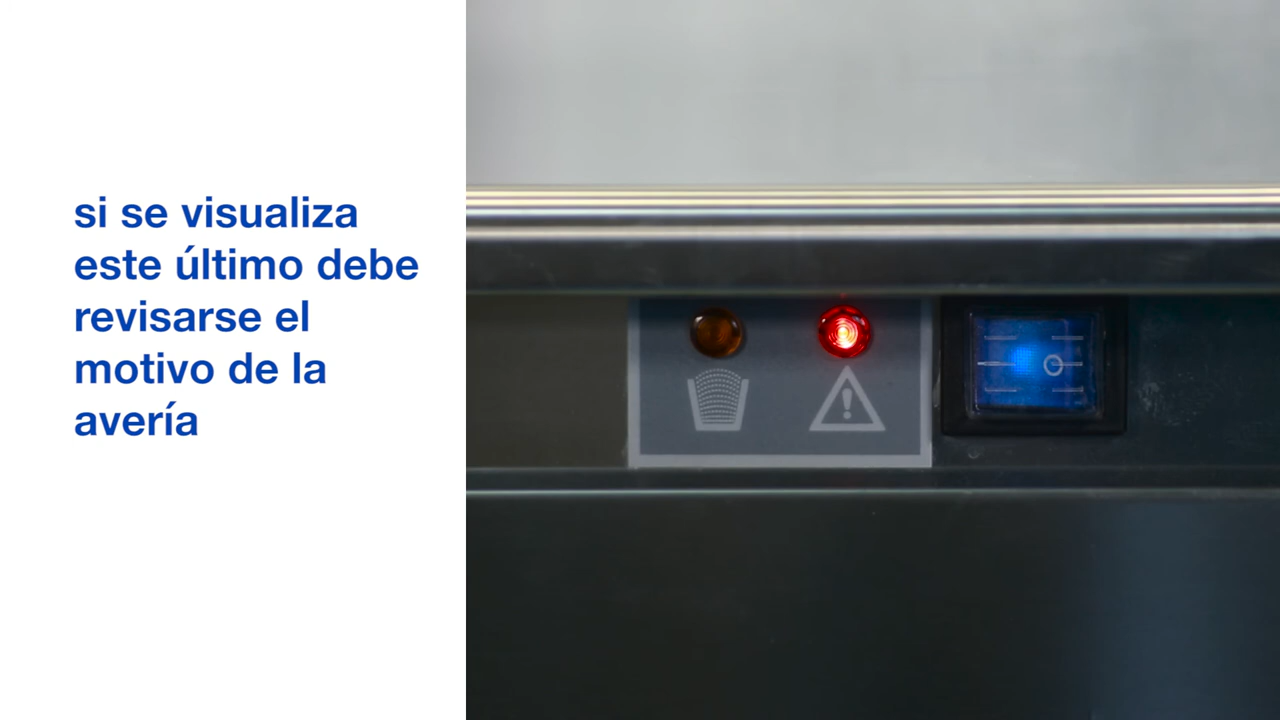 si se visualiza
este último debe
revisarse el
motivo de la
avería